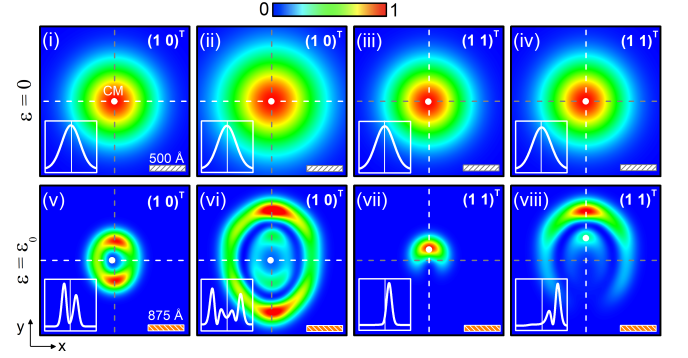 0 1
ε=0
(i) (1 0)ᵀ
CM
500 Å
(ii) (1 0)ᵀ
(iii) (1 1)ᵀ
(iv) (1 1)ᵀ
ε=ε₀
(v) (1 0)ᵀ
875 Å
(vi) (1 0)ᵀ
(vii) (1 1)ᵀ
(viii) (1 1)ᵀ
y
x